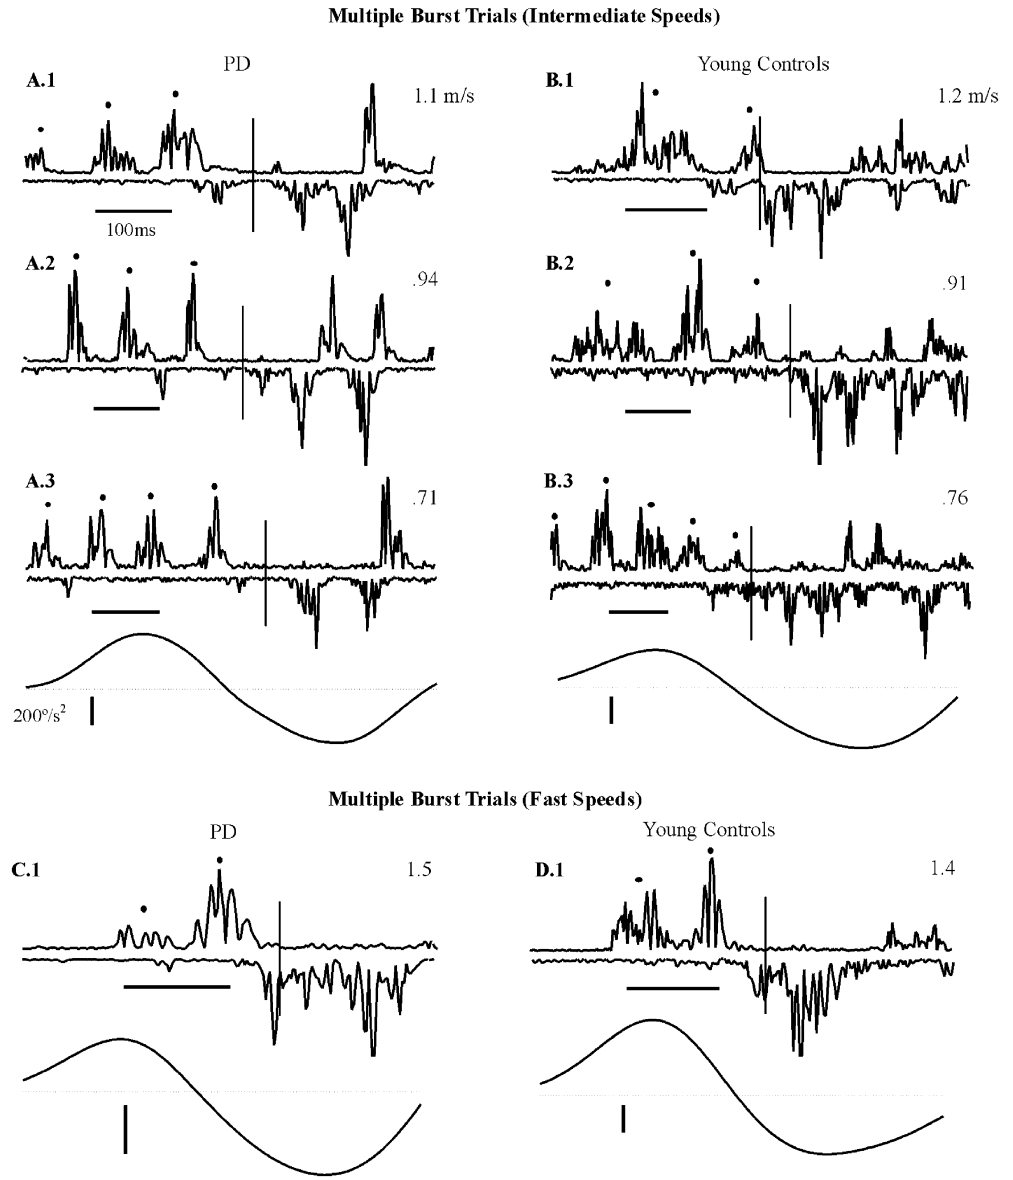 Multiple Burst Trials (Intermediate Speeds)
PD
Young Controls
A.1
1.1 m/s
B.1
1.2 m/s
100ms
A.2
.94
B.2
.91
A.3
.71
B.3
.76
200°/s²
Multiple Burst Trials (Fast Speeds)
PD
Young Controls
C.1
1.5
D.1
1.4